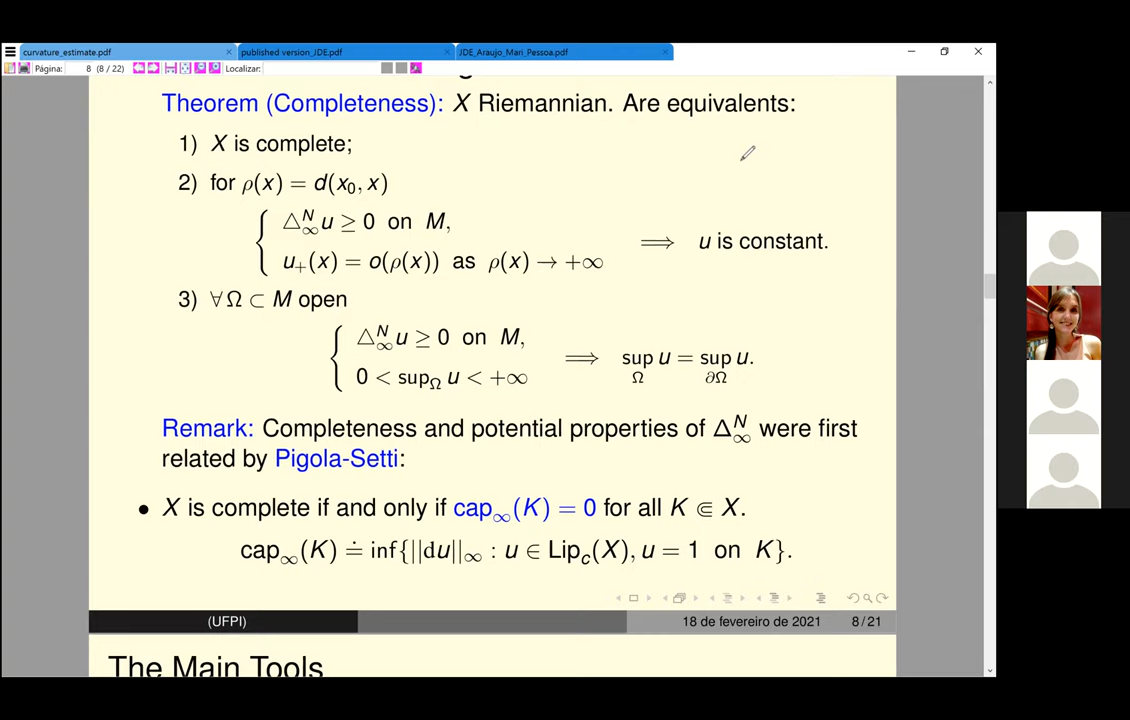 curvature_estimate.pdf
published version_JDE.pdf
JDE_Araujo_Mari_Pessoa.pdf
Página: 8 (8 / 22) Localizar:
Theorem (Completeness): X Riemannian. Are equivalents:
1) X is complete;
2) for ρ(x) = d(x₀, x)
△^N_∞ u ≥ 0 on M,
u₊(x) = o(ρ(x)) as ρ(x) → +∞
⟹ u is constant.
3) ∀ Ω ⊂ M open
△^N_∞ u ≥ 0 on M,
0 < sup_Ω u < +∞
⟹ sup_Ω u = sup_∂Ω u.
Remark: Completeness and potential properties of Δ^N_∞ were first
related by Pigola-Setti:
• X is complete if and only if cap_∞(K) = 0 for all K ⋐ X.
cap_∞(K) ≐ inf{||du||_∞ : u ∈ Lip_c(X), u = 1 on K}.
(UFPI) 18 de fevereiro de 2021 8 / 21
The Main Tools